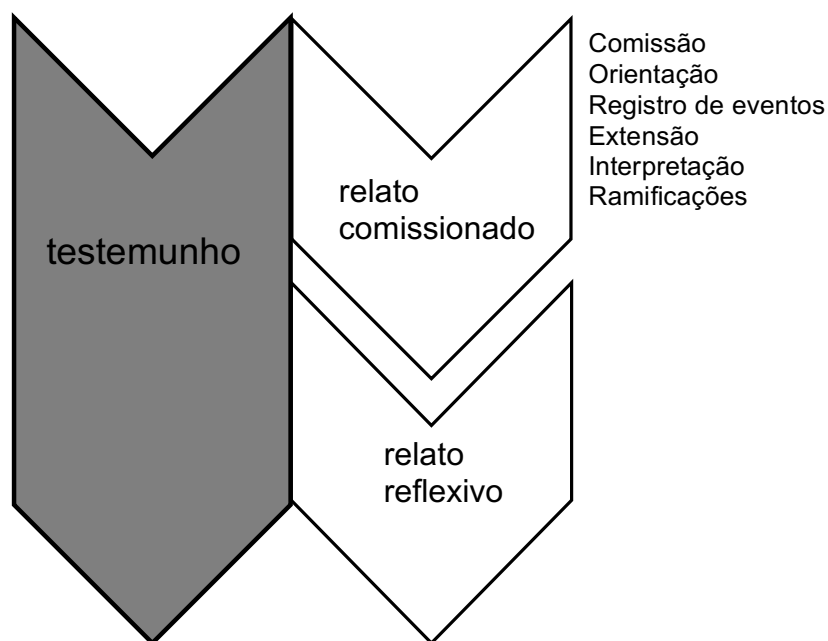 testemunho
relato
comissionado
relato
reflexivo
Comissão
Orientação
Registro de eventos
Extensão
Interpretação
Ramificações